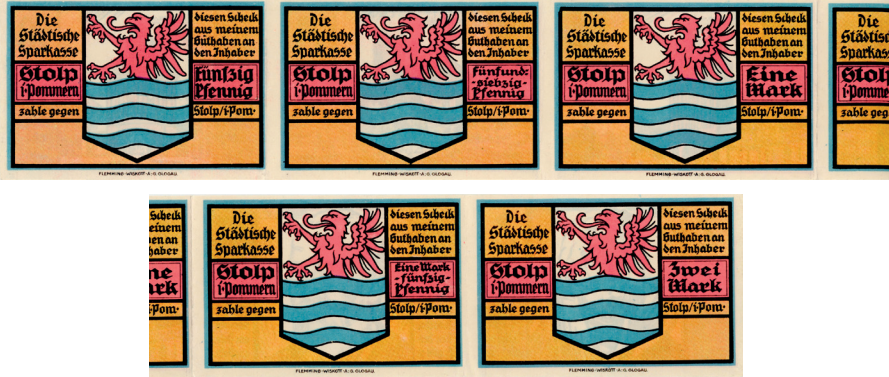 Die
Städtische
Sparkasse
Stolp
i·Pommern
zahle gegen
diesen Scheck
aus meinem
Guthaben an
den Inhaber
Fünfzig
Pfennig
Stolp/i·Pom·
FLEMMING-WISKOTT·A·G·GLOGAU.
Die
Städtische
Sparkasse
Stolp
i·Pommern
zahle gegen
diesen Scheck
aus meinem
Guthaben an
den Inhaber
Fünfund-
-siebzig-
Pfennig
Stolp/i·Pom·
FLEMMING-WISKOTT·A·G·GLOGAU.
Die
Städtische
Sparkasse
Stolp
i·Pommern
zahle gegen
diesen Scheck
aus meinem
Guthaben an
den Inhaber
Eine
Mark
Stolp/i·Pom·
FLEMMING-WISKOTT·A·G·GLOGAU.
Die
Die
Städtische
Sparkasse
Stolp
i·Pommern
zahle gegen
diesen Scheck
aus meinem
Guthaben an
den Inhaber
Eine Mark
-fünfzig-
Pfennig
Stolp/i·Pom·
FLEMMING-WISKOTT·A·G·GLOGAU.
Die
Städtische
Sparkasse
Stolp
i·Pommern
zahle gegen
diesen Scheck
aus meinem
Guthaben an
den Inhaber
Zwei
Mark
Stolp/i·Pom·
FLEMMING-WISKOTT·A·G·GLOGAU.